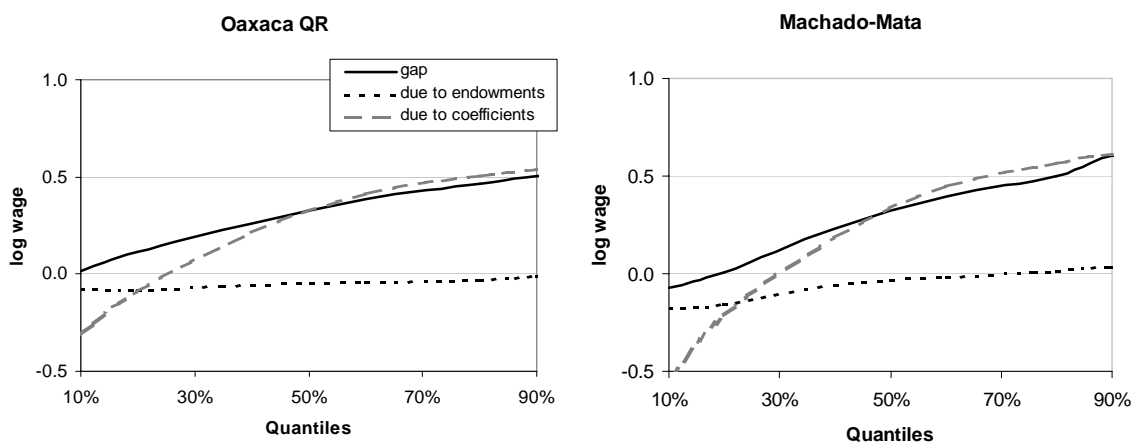 Oaxaca QR
1.0
0.5
0.0
-0.5
log wage
gap
due to endowments
due to coefficients
10% 30% 50% 70% 90%
Quantiles
Machado-Mata
1.0
0.5
0.0
-0.5
log wage
10% 30% 50% 70% 90%
Quantiles